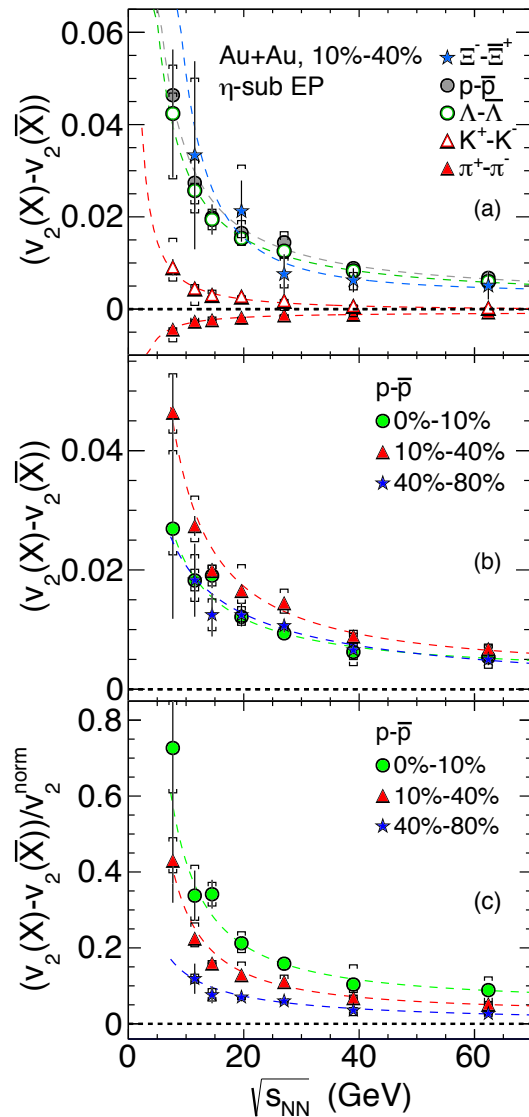 0.06
0.04
0.02
0
(v₂(X)-v₂(X̅))
Au+Au, 10%-40%
η-sub EP
Ξ⁻-Ξ̅⁺
p-p̅
Λ-Λ̅
K⁺-K⁻
π⁺-π⁻
(a)
0.04
0.02
0
(v₂(X)-v₂(X̅))
p-p̅
0%-10%
10%-40%
40%-80%
(b)
0.8
0.6
0.4
0.2
0
(v₂(X)-v₂(X̅))/v₂ⁿᵒʳᵐ
p-p̅
0%-10%
10%-40%
40%-80%
(c)
0 20 40 60
√s_NN (GeV)